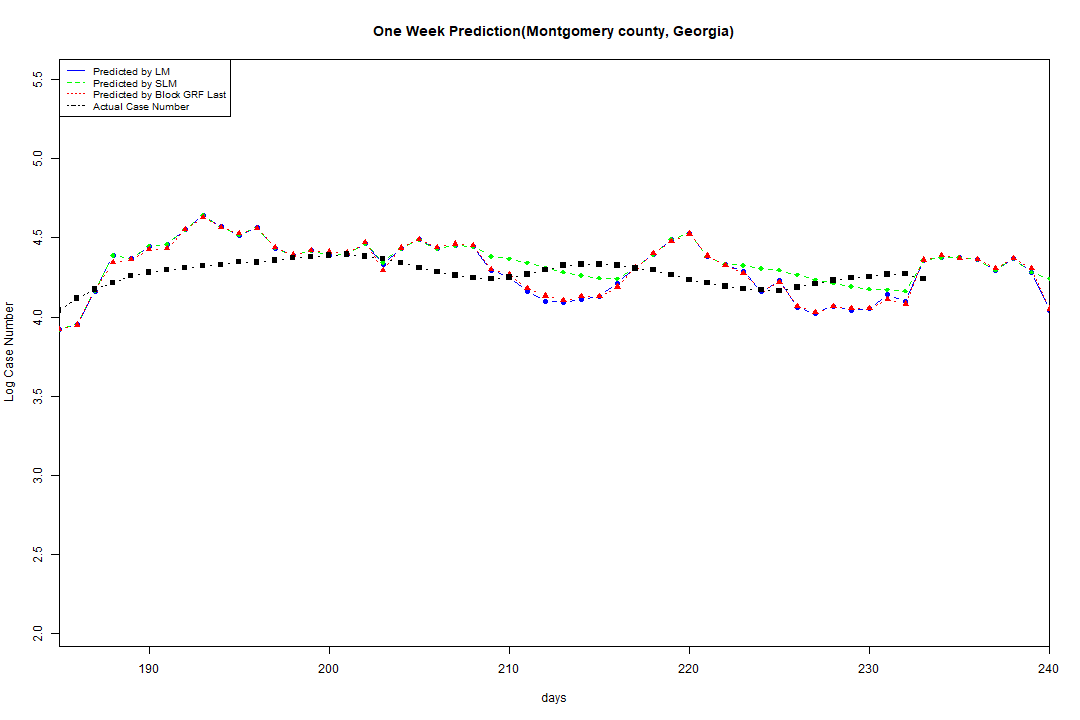 One Week Prediction(Montgomery county, Georgia)
Predicted by LM
Predicted by SLM
Predicted by Block GRF Last
Actual Case Number
5.5
5.0
4.5
4.0
3.5
3.0
2.5
2.0
Log Case Number
190 200 210 220 230 240
days